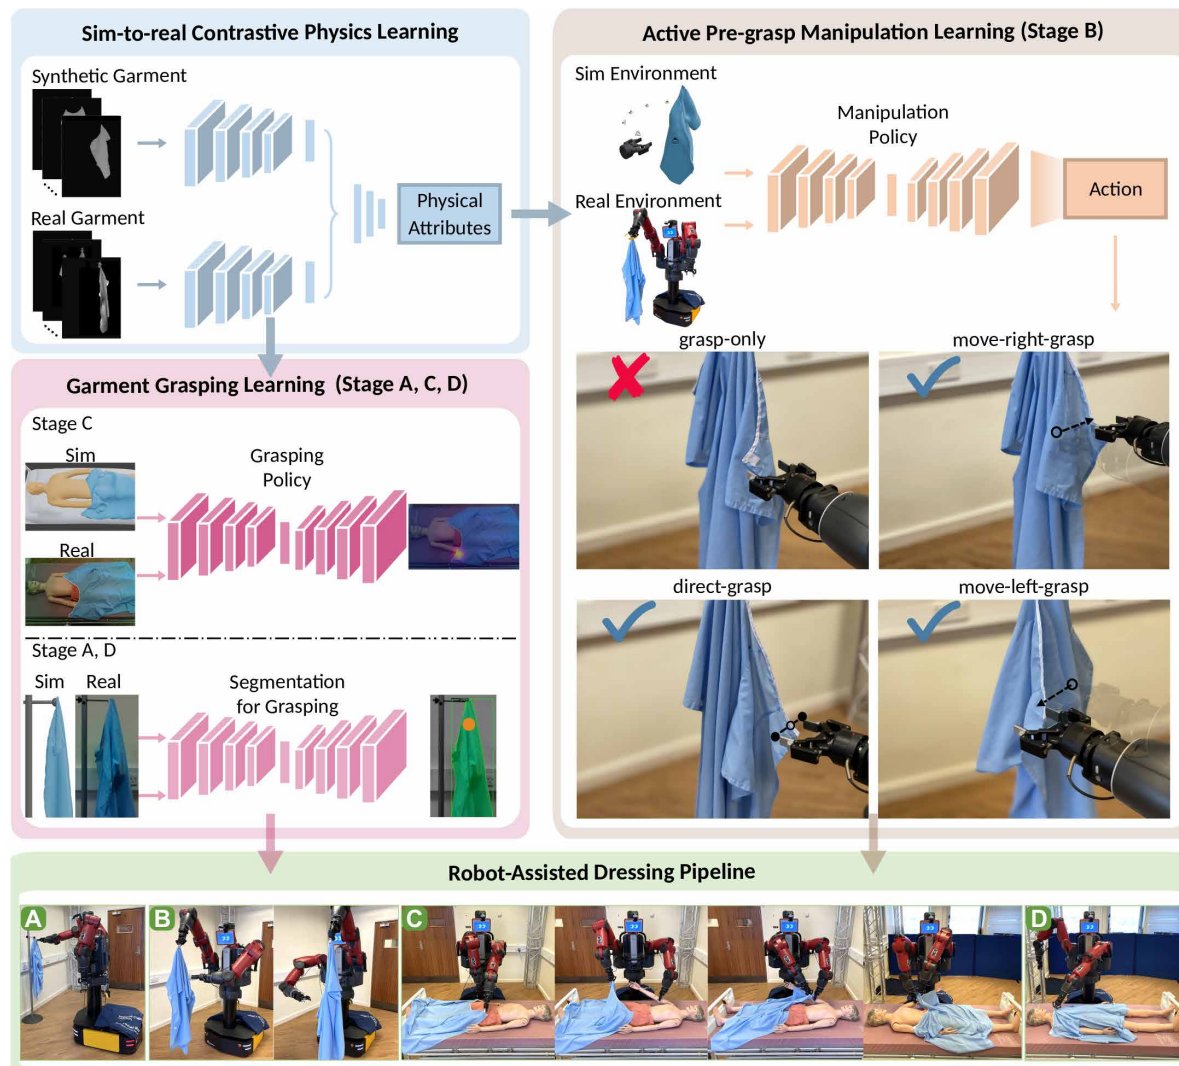 Sim-to-real Contrastive Physics Learning
Synthetic Garment
Real Garment
Physical
Attributes
Active Pre-grasp Manipulation Learning (Stage B)
Sim Environment
Real Environment
Manipulation
Policy
Action
grasp-only
move-right-grasp
direct-grasp
move-left-grasp
Garment Grasping Learning (Stage A, C, D)
Stage C
Sim
Real
Grasping
Policy
Stage A, D
Sim
Real
Segmentation
for Grasping
Robot-Assisted Dressing Pipeline
A
B
C
D